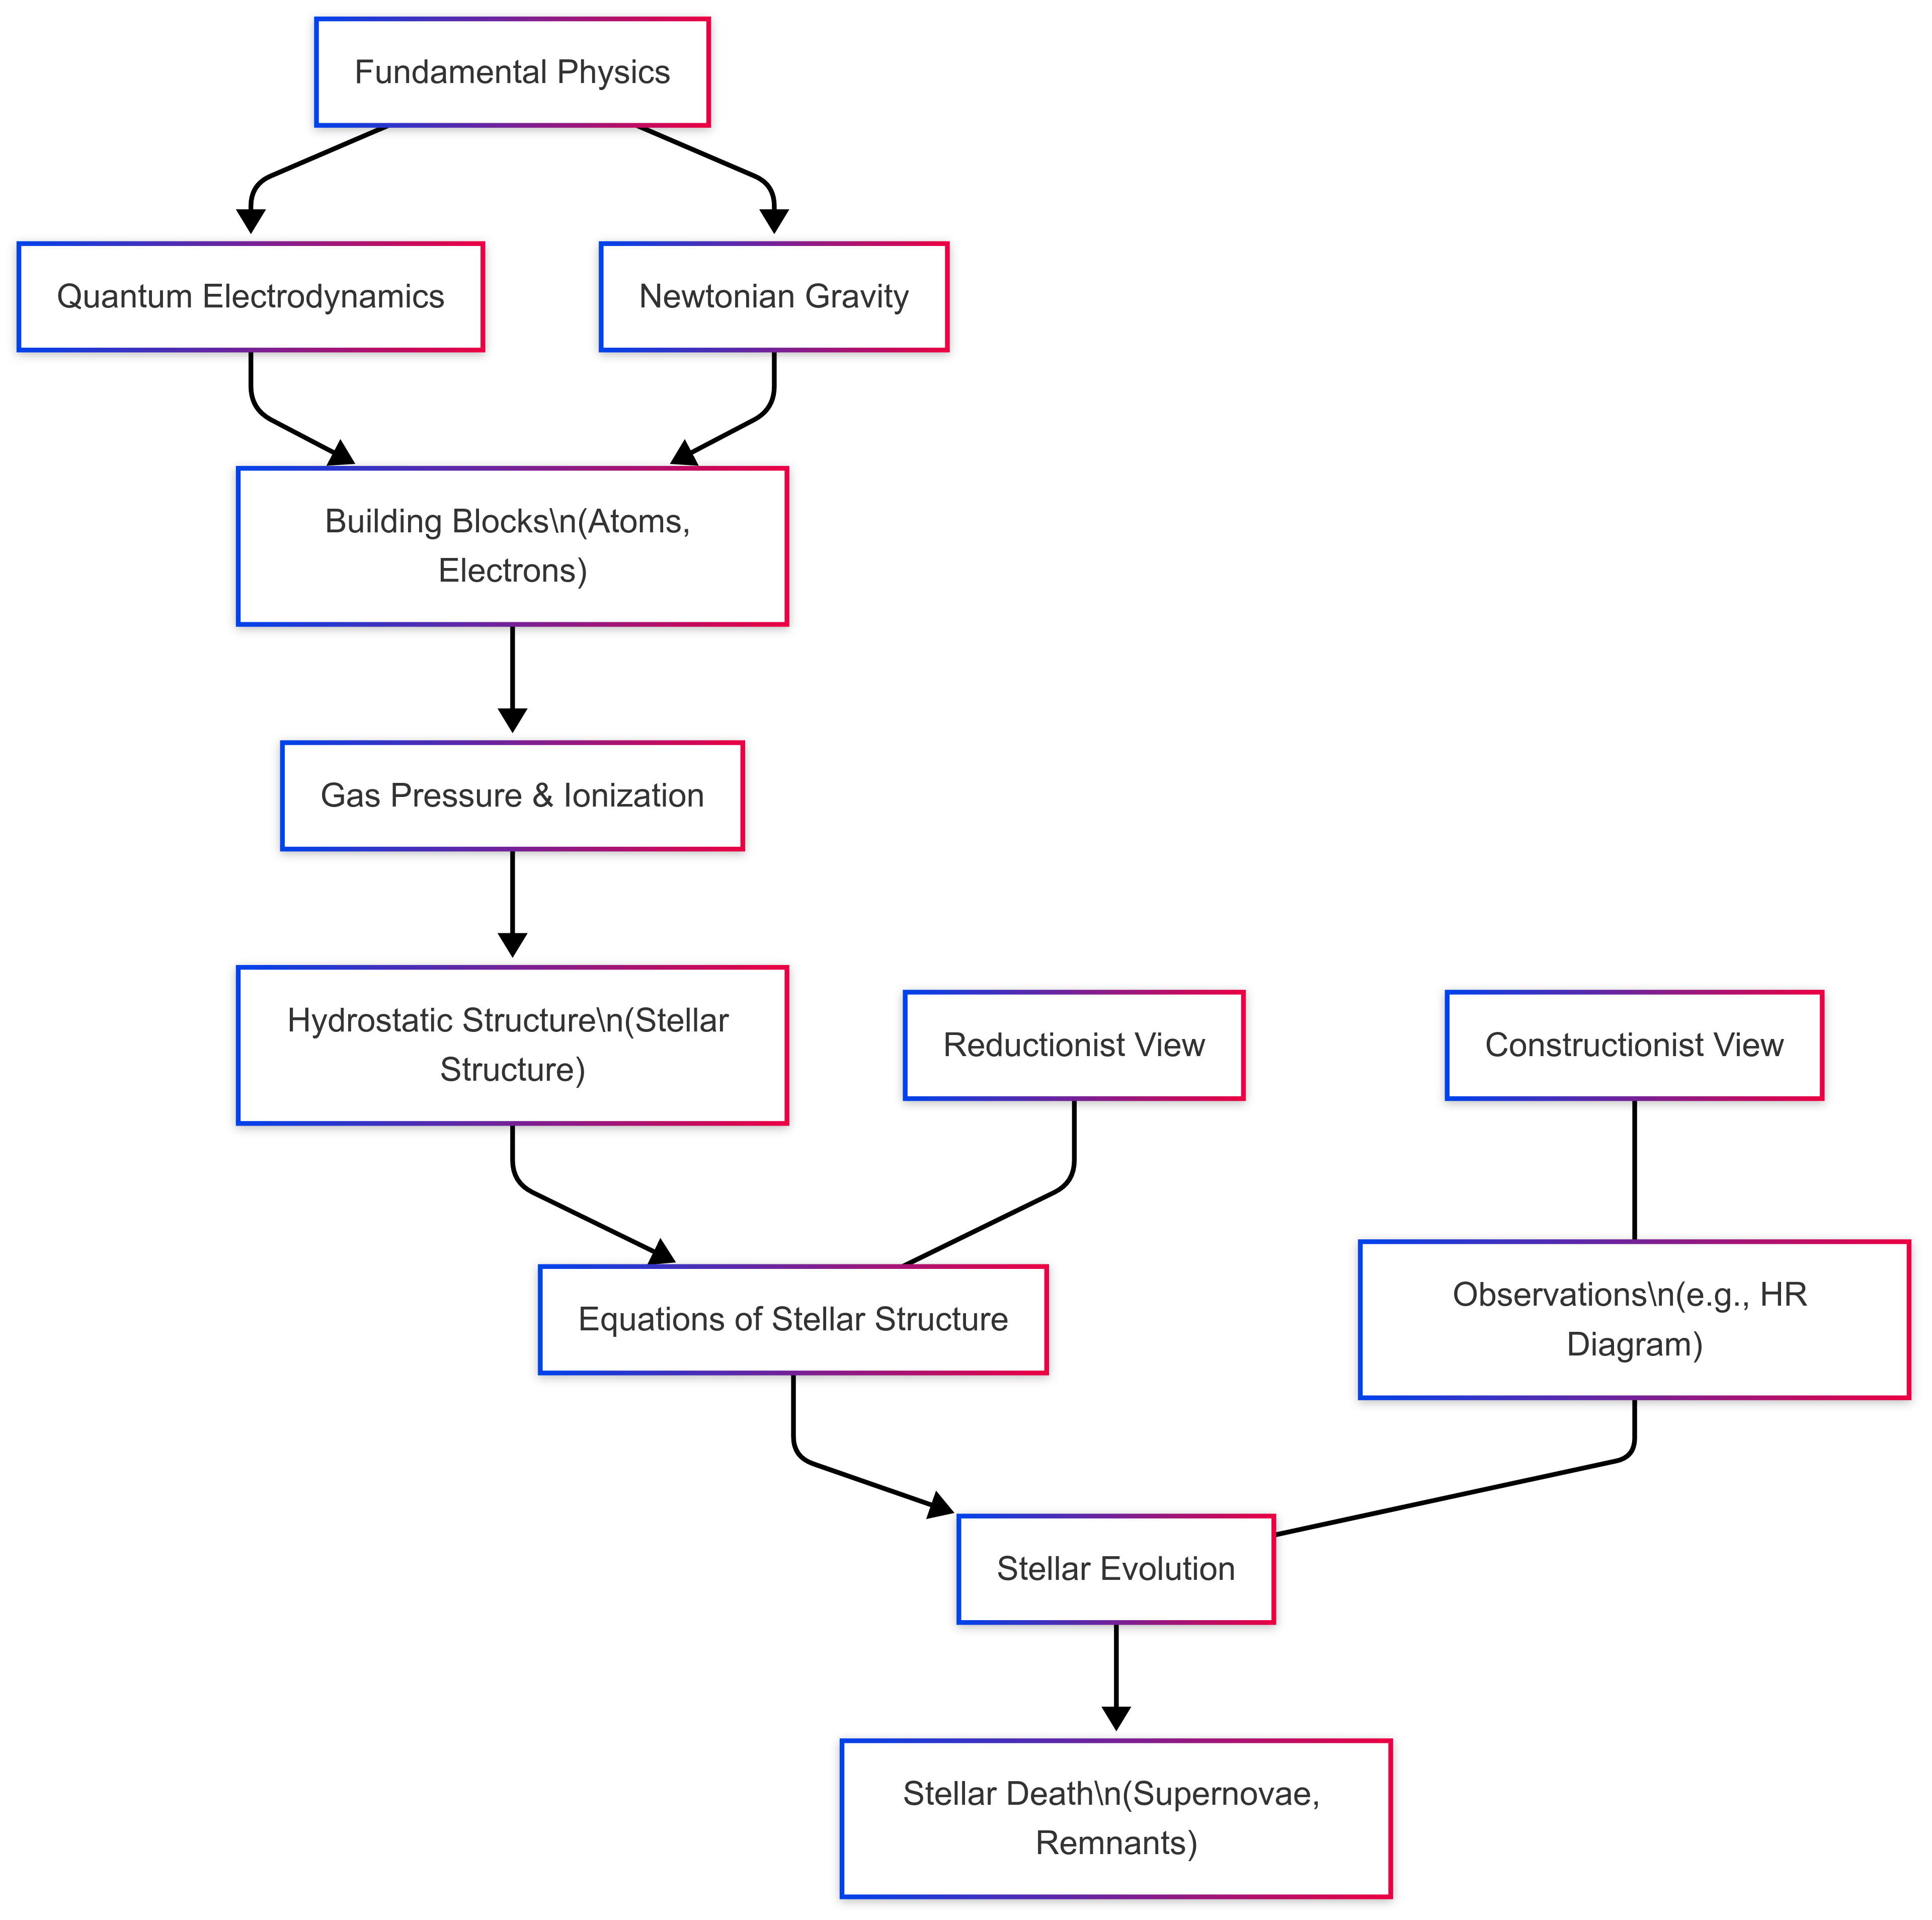 Fundamental Physics
Quantum Electrodynamics
Newtonian Gravity
Building Blocks\n(Atoms,
Electrons)
Gas Pressure & Ionization
Hydrostatic Structure\n(Stellar
Structure)
Reductionist View
Constructionist View
Equations of Stellar Structure
Observations\n(e.g., HR
Diagram)
Stellar Evolution
Stellar Death\n(Supernovae,
Remnants)